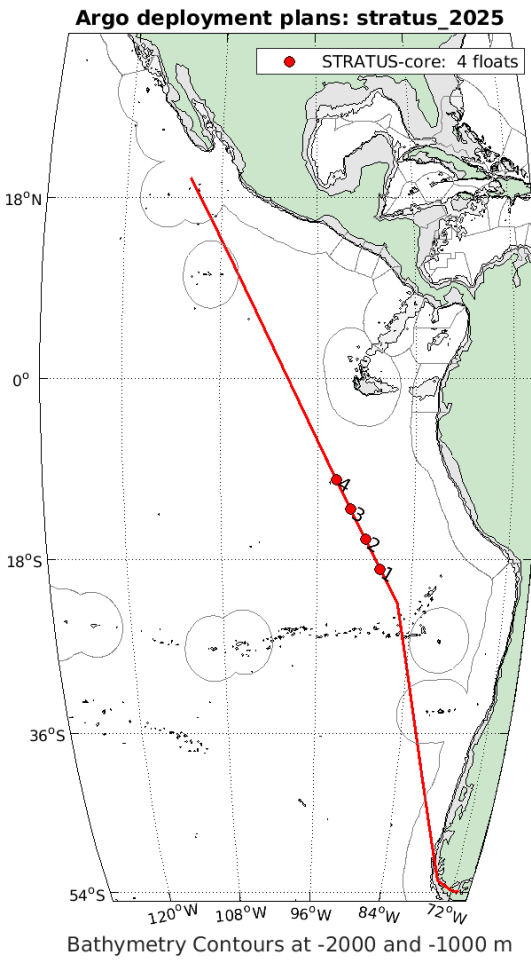 Argo deployment plans: stratus_2025
STRATUS-core: 4 floats
18°N
0°
4
3
2
1
18°S
36°S
54°S
120°W 108°W 96°W 84°W 72°W
Bathymetry Contours at -2000 and -1000 m